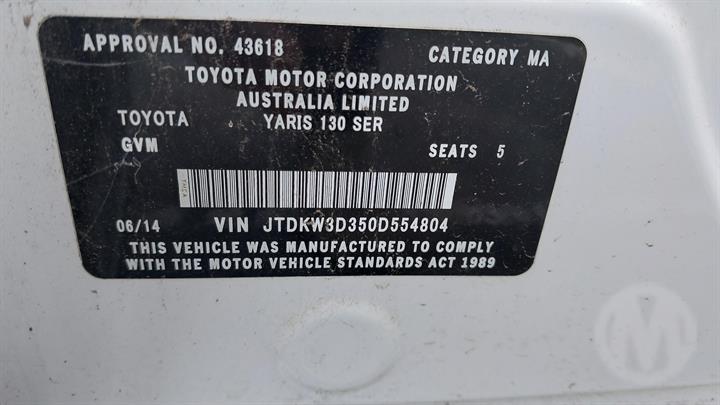 APPROVAL NO. 43618 CATEGORY MA
TOYOTA MOTOR CORPORATION
AUSTRALIA LIMITED
TOYOTA YARIS 130 SER
GVM SEATS 5
06/14 VIN JTDKW3D350D554804
THIS VEHICLE WAS MANUFACTURED TO COMPLY
WITH THE MOTOR VEHICLE STANDARDS ACT 1989
M